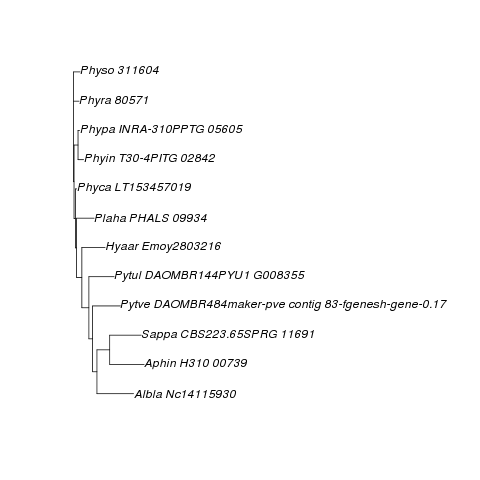 Physo 311604
Phyra 80571
Phypa INRA-310PPTG 05605
Phyin T30-4PITG 02842
Phyca LT153457019
Plaha PHALS 09934
Hyaar Emoy2803216
Pytul DAOMBR144PYU1 G008355
Pytve DAOMBR484maker-pve contig 83-fgenesh-gene-0.17
Sappa CBS223.65SPRG 11691
Aphin H310 00739
Albla Nc14115930